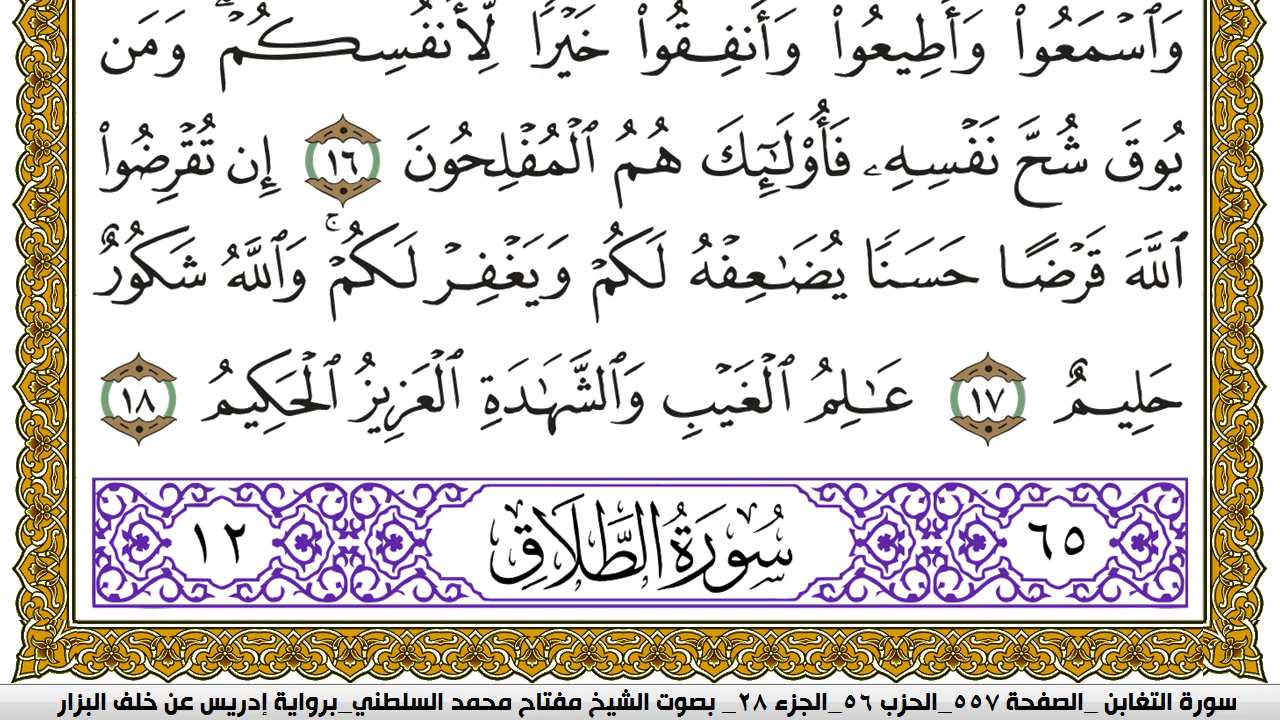 وَٱسۡمَعُواْ وَأَطِيعُواْ وَأَنفِقُواْ خَيۡرٗا لِّأَنفُسِكُمۡۗ وَمَن
يُوقَ شُحَّ نَفۡسِهِۦ فَأُوْلَٰٓئِكَ هُمُ ٱلۡمُفۡلِحُونَ ١٦ إِن تُقۡرِضُواْ
ٱللَّهَ قَرۡضًا حَسَنٗا يُضَٰعِفۡهُ لَكُمۡ وَيَغۡفِرۡ لَكُمۡۚ وَٱللَّهُ شَكُورٌ
حَلِيمٌ ١٧ عَٰلِمُ ٱلۡغَيۡبِ وَٱلشَّهَٰدَةِ ٱلۡعَزِيزُ ٱلۡحَكِيمُ ١٨
٦٥ سُورَةُ الطَّلَاقِ ١٢
سورة التغابن _الصفحة ٥٥٧_الحزب ٥٦_الجزء ٢٨_ بصوت الشيخ مفتاح محمد السلطني_برواية إدريس عن خلف البزار